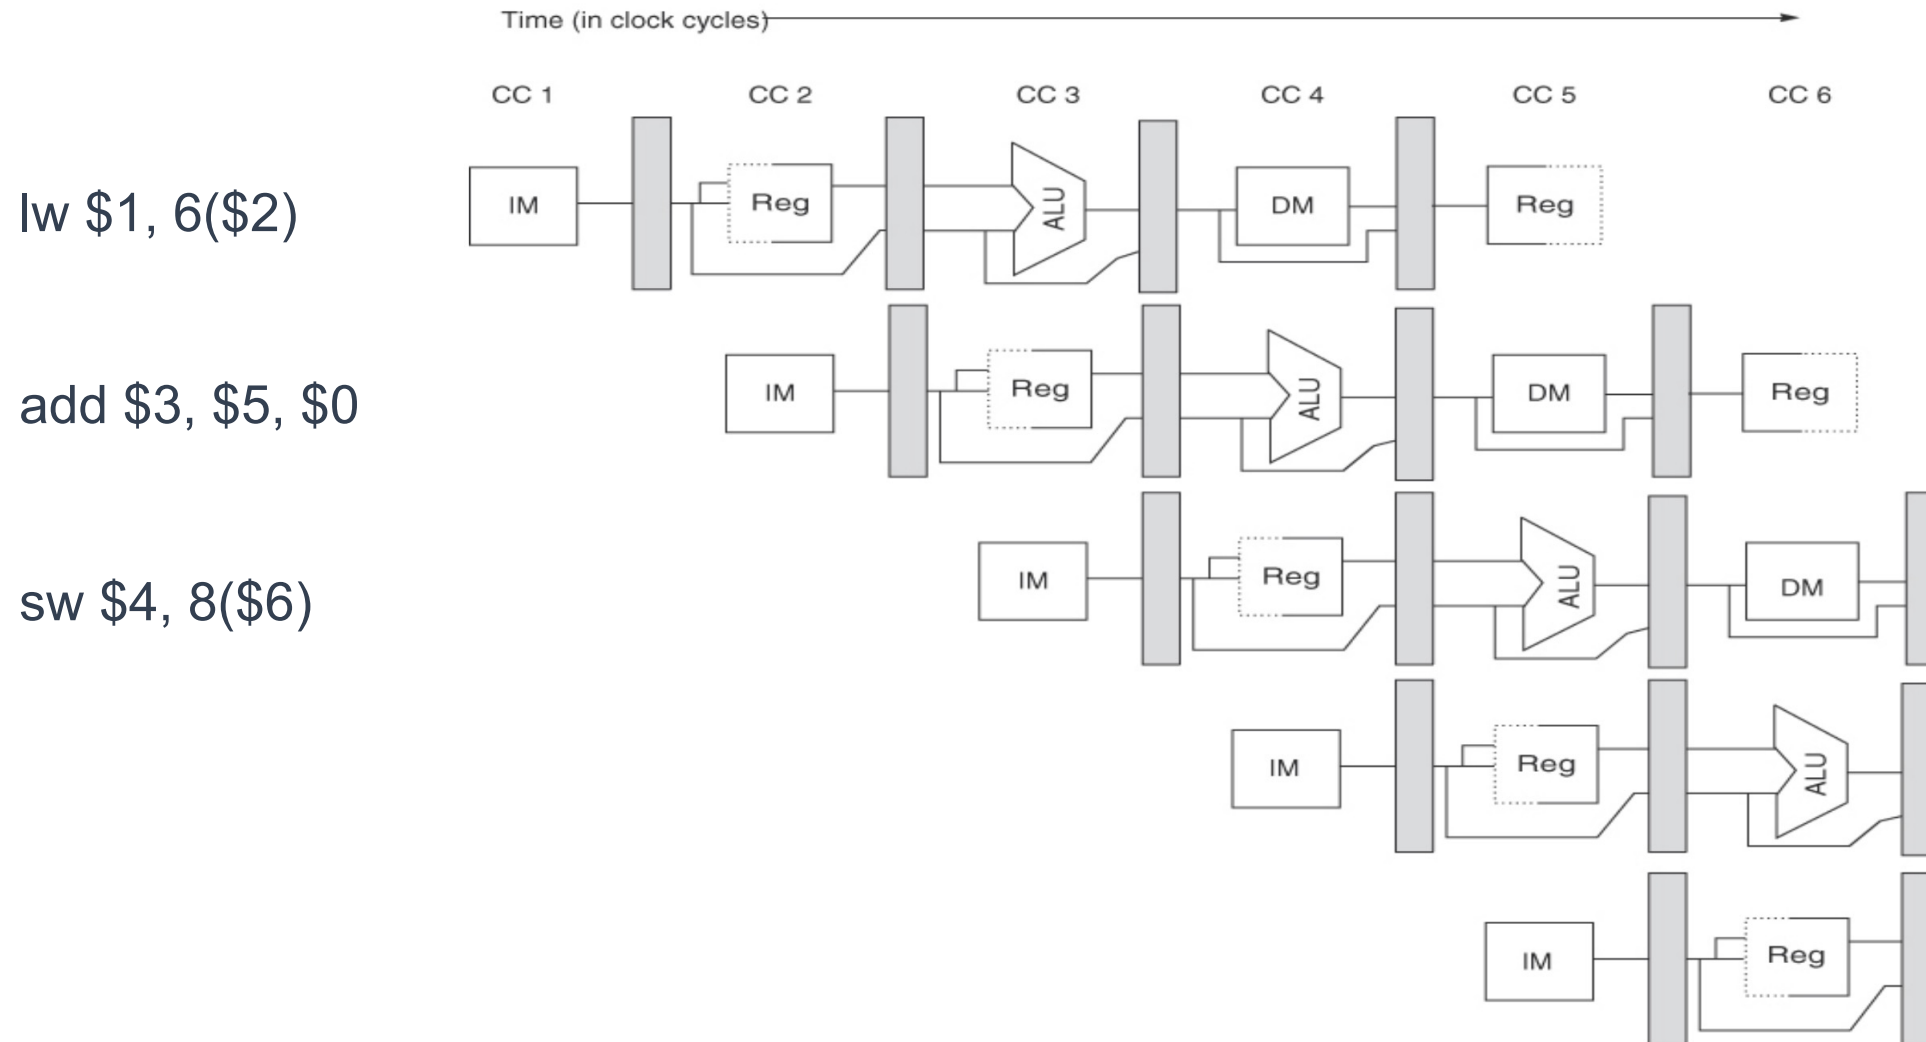 Time (in clock cycles)
CC 1 CC 2 CC 3 CC 4 CC 5 CC 6
lw $1, 6($2) IM Reg ALU DM Reg
add $3, $5, $0 IM Reg ALU DM Reg
sw $4, 8($6) IM Reg ALU DM
IM Reg ALU
IM Reg